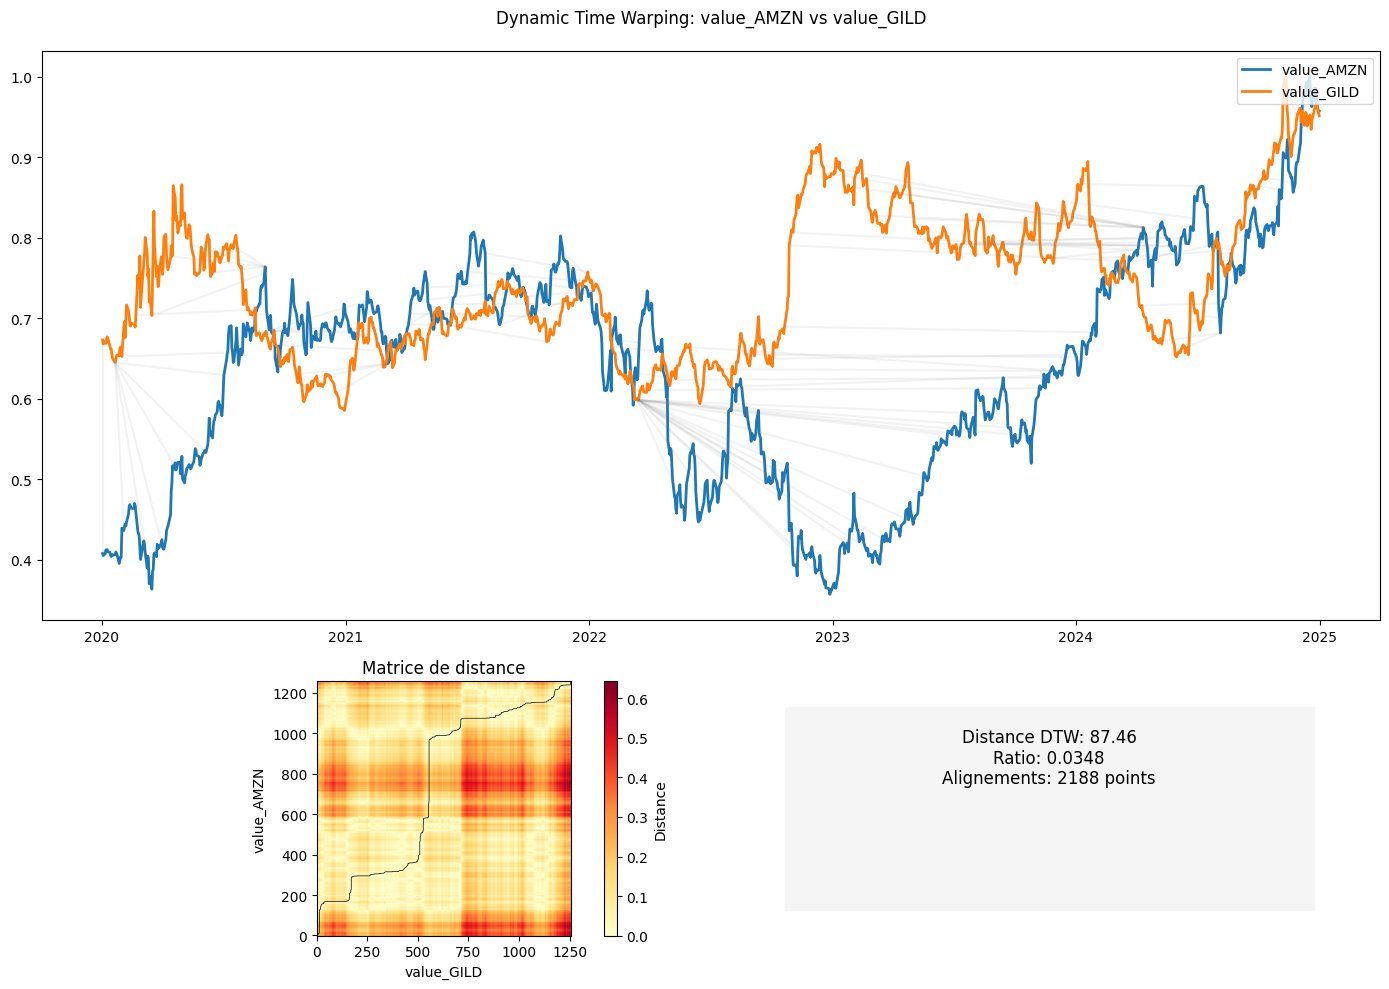 Dynamic Time Warping: value_AMZN vs value_GILD
value_AMZN
value_GILD
1.0
0.9
0.8
0.7
0.6
0.5
0.4
2020 2021 2022 2023 2024 2025
Matrice de distance
1200
1000
800
600
400
200
0
value_AMZN
0 250 500 750 1000 1250
value_GILD
0.6
0.5
0.4
0.3
0.2
0.1
0.0
Distance
Distance DTW: 87.46
Ratio: 0.0348
Alignements: 2188 points